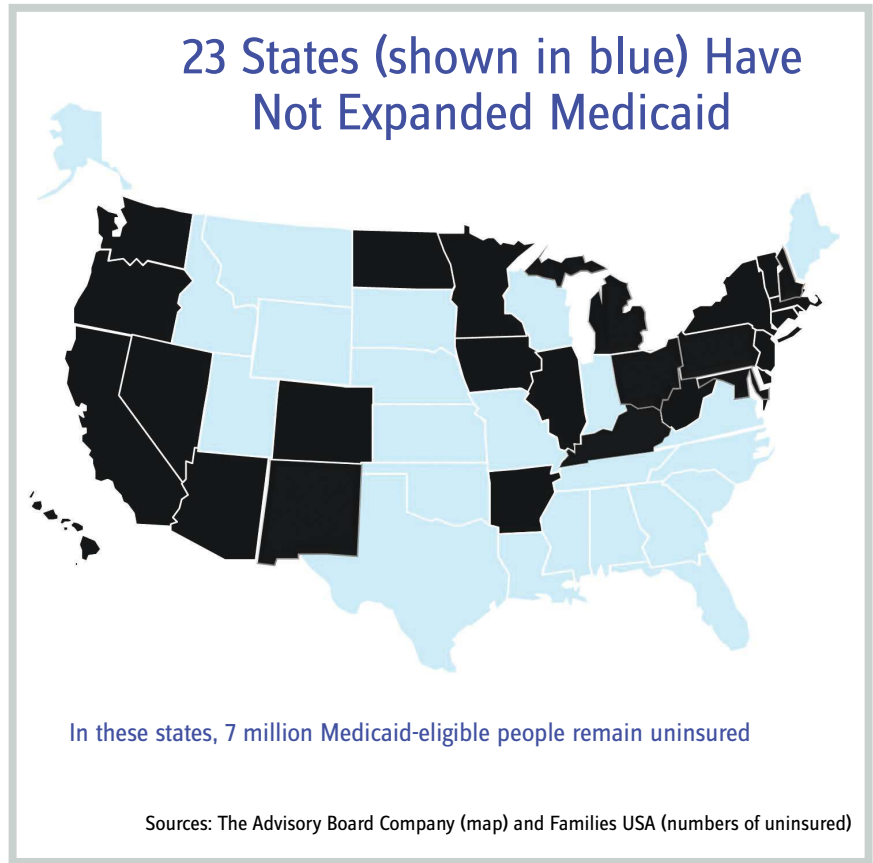 23 States (shown in blue) Have
Not Expanded Medicaid
In these states, 7 million Medicaid-eligible people remain uninsured
Sources: The Advisory Board Company (map) and Families USA (numbers of uninsured)